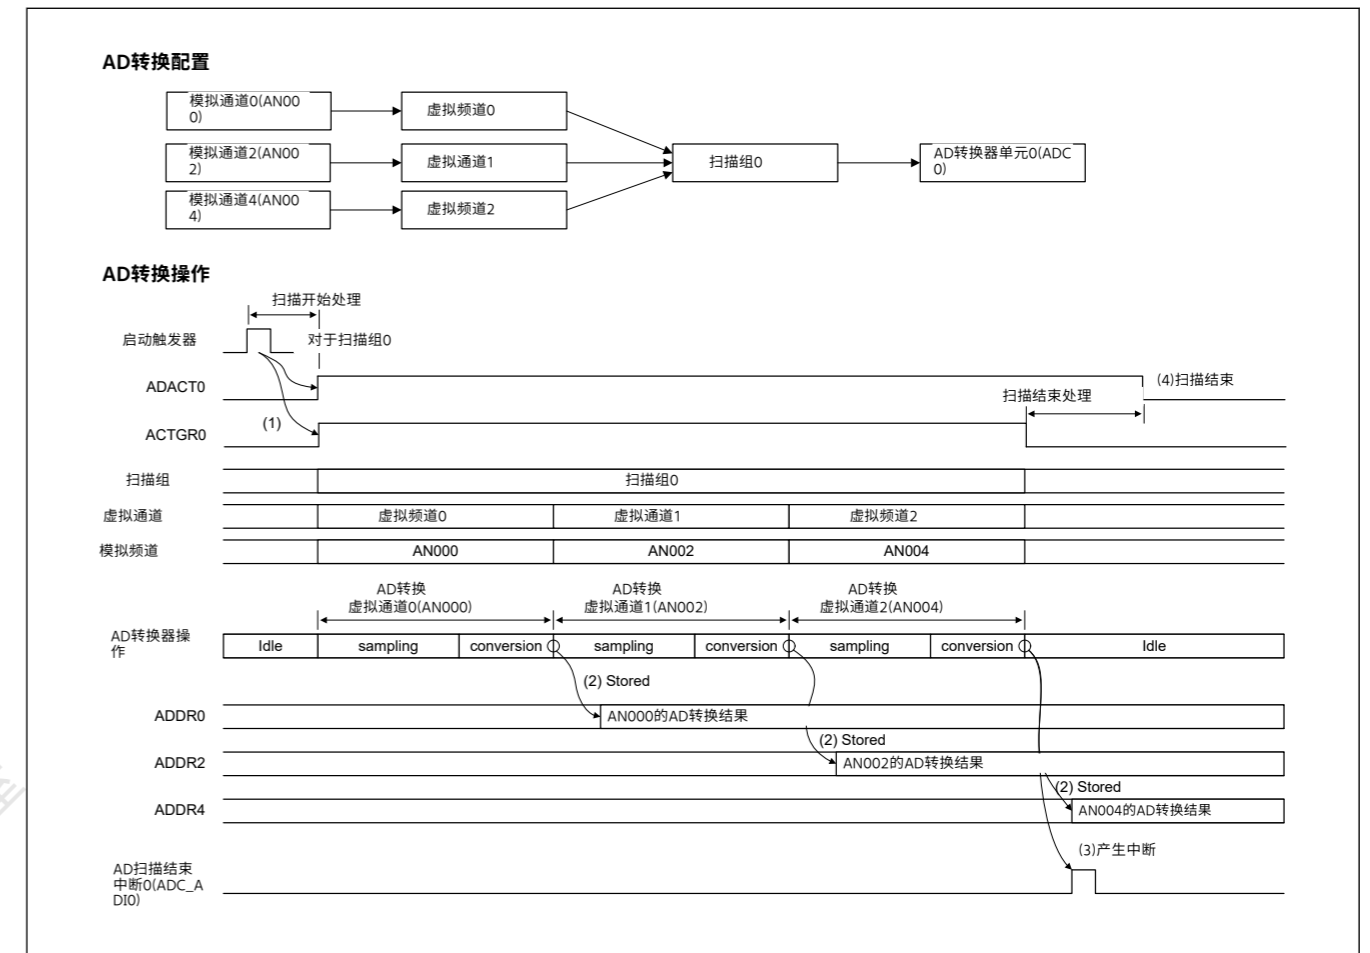 AD转换配置
模拟通道0(AN00
0)
虚拟频道0
模拟通道2(AN00
2)
虚拟通道1
扫描组0
AD转换器单元0(ADC
0)
模拟通道4(AN00
4)
虚拟频道2
AD转换操作
扫描开始处理
启动触发器
对于扫描组0
ADACT0
(4)扫描结束
扫描结束处理
(1)
ACTGR0
扫描组
扫描组0
虚拟通道
虚拟频道0
虚拟通道1
虚拟频道2
模拟频道
AN000
AN002
AN004
AD转换
虚拟通道0(AN000)
AD转换
虚拟通道1(AN002)
AD转换
虚拟通道2(AN004)
AD转换器操
作
Idle
sampling
conversion
sampling
conversion
sampling
conversion
Idle
(2) Stored
ADDR0
AN000的AD转换结果
(2) Stored
ADDR2
AN002的AD转换结果
(2) Stored
ADDR4
AN004的AD转换结果
(3)产生中断
AD扫描结束
中断0(ADC_A
DI0)